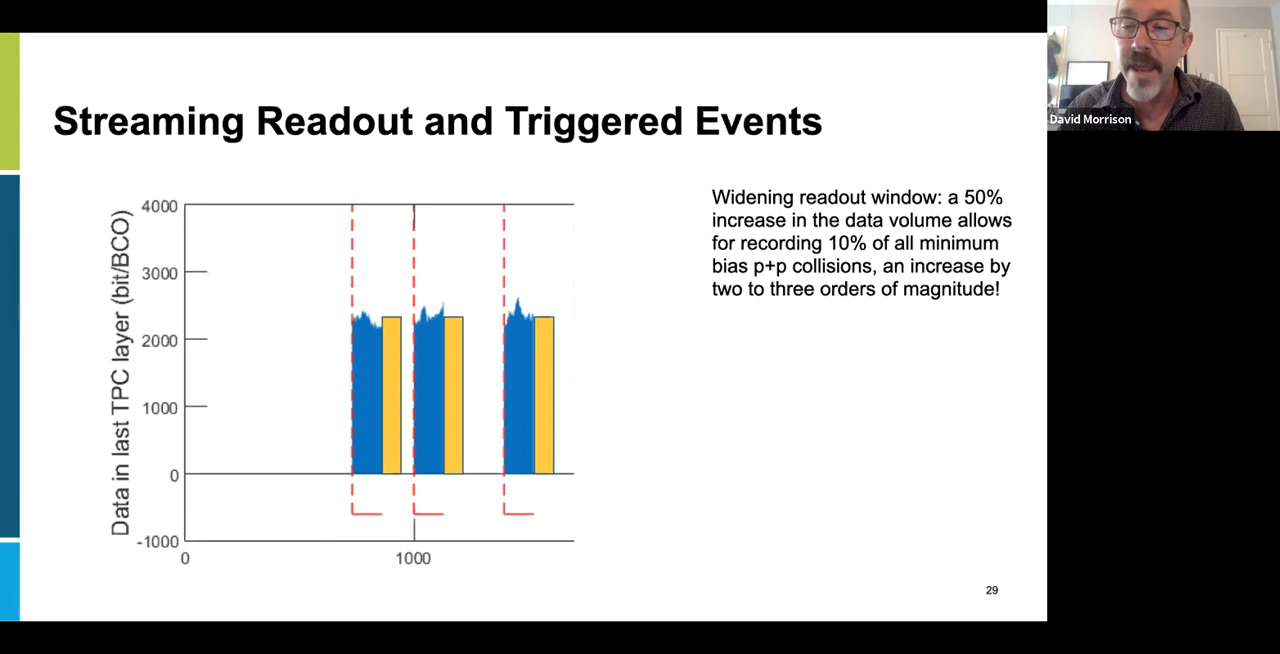 David Morrison
Streaming Readout and Triggered Events
Widening readout window: a 50%
increase in the data volume allows
for recording 10% of all minimum
bias p+p collisions, an increase by
two to three orders of magnitude!
Data in last TPC layer (bit/BCO)
4000
3000
2000
1000
0
-1000
0
1000
29